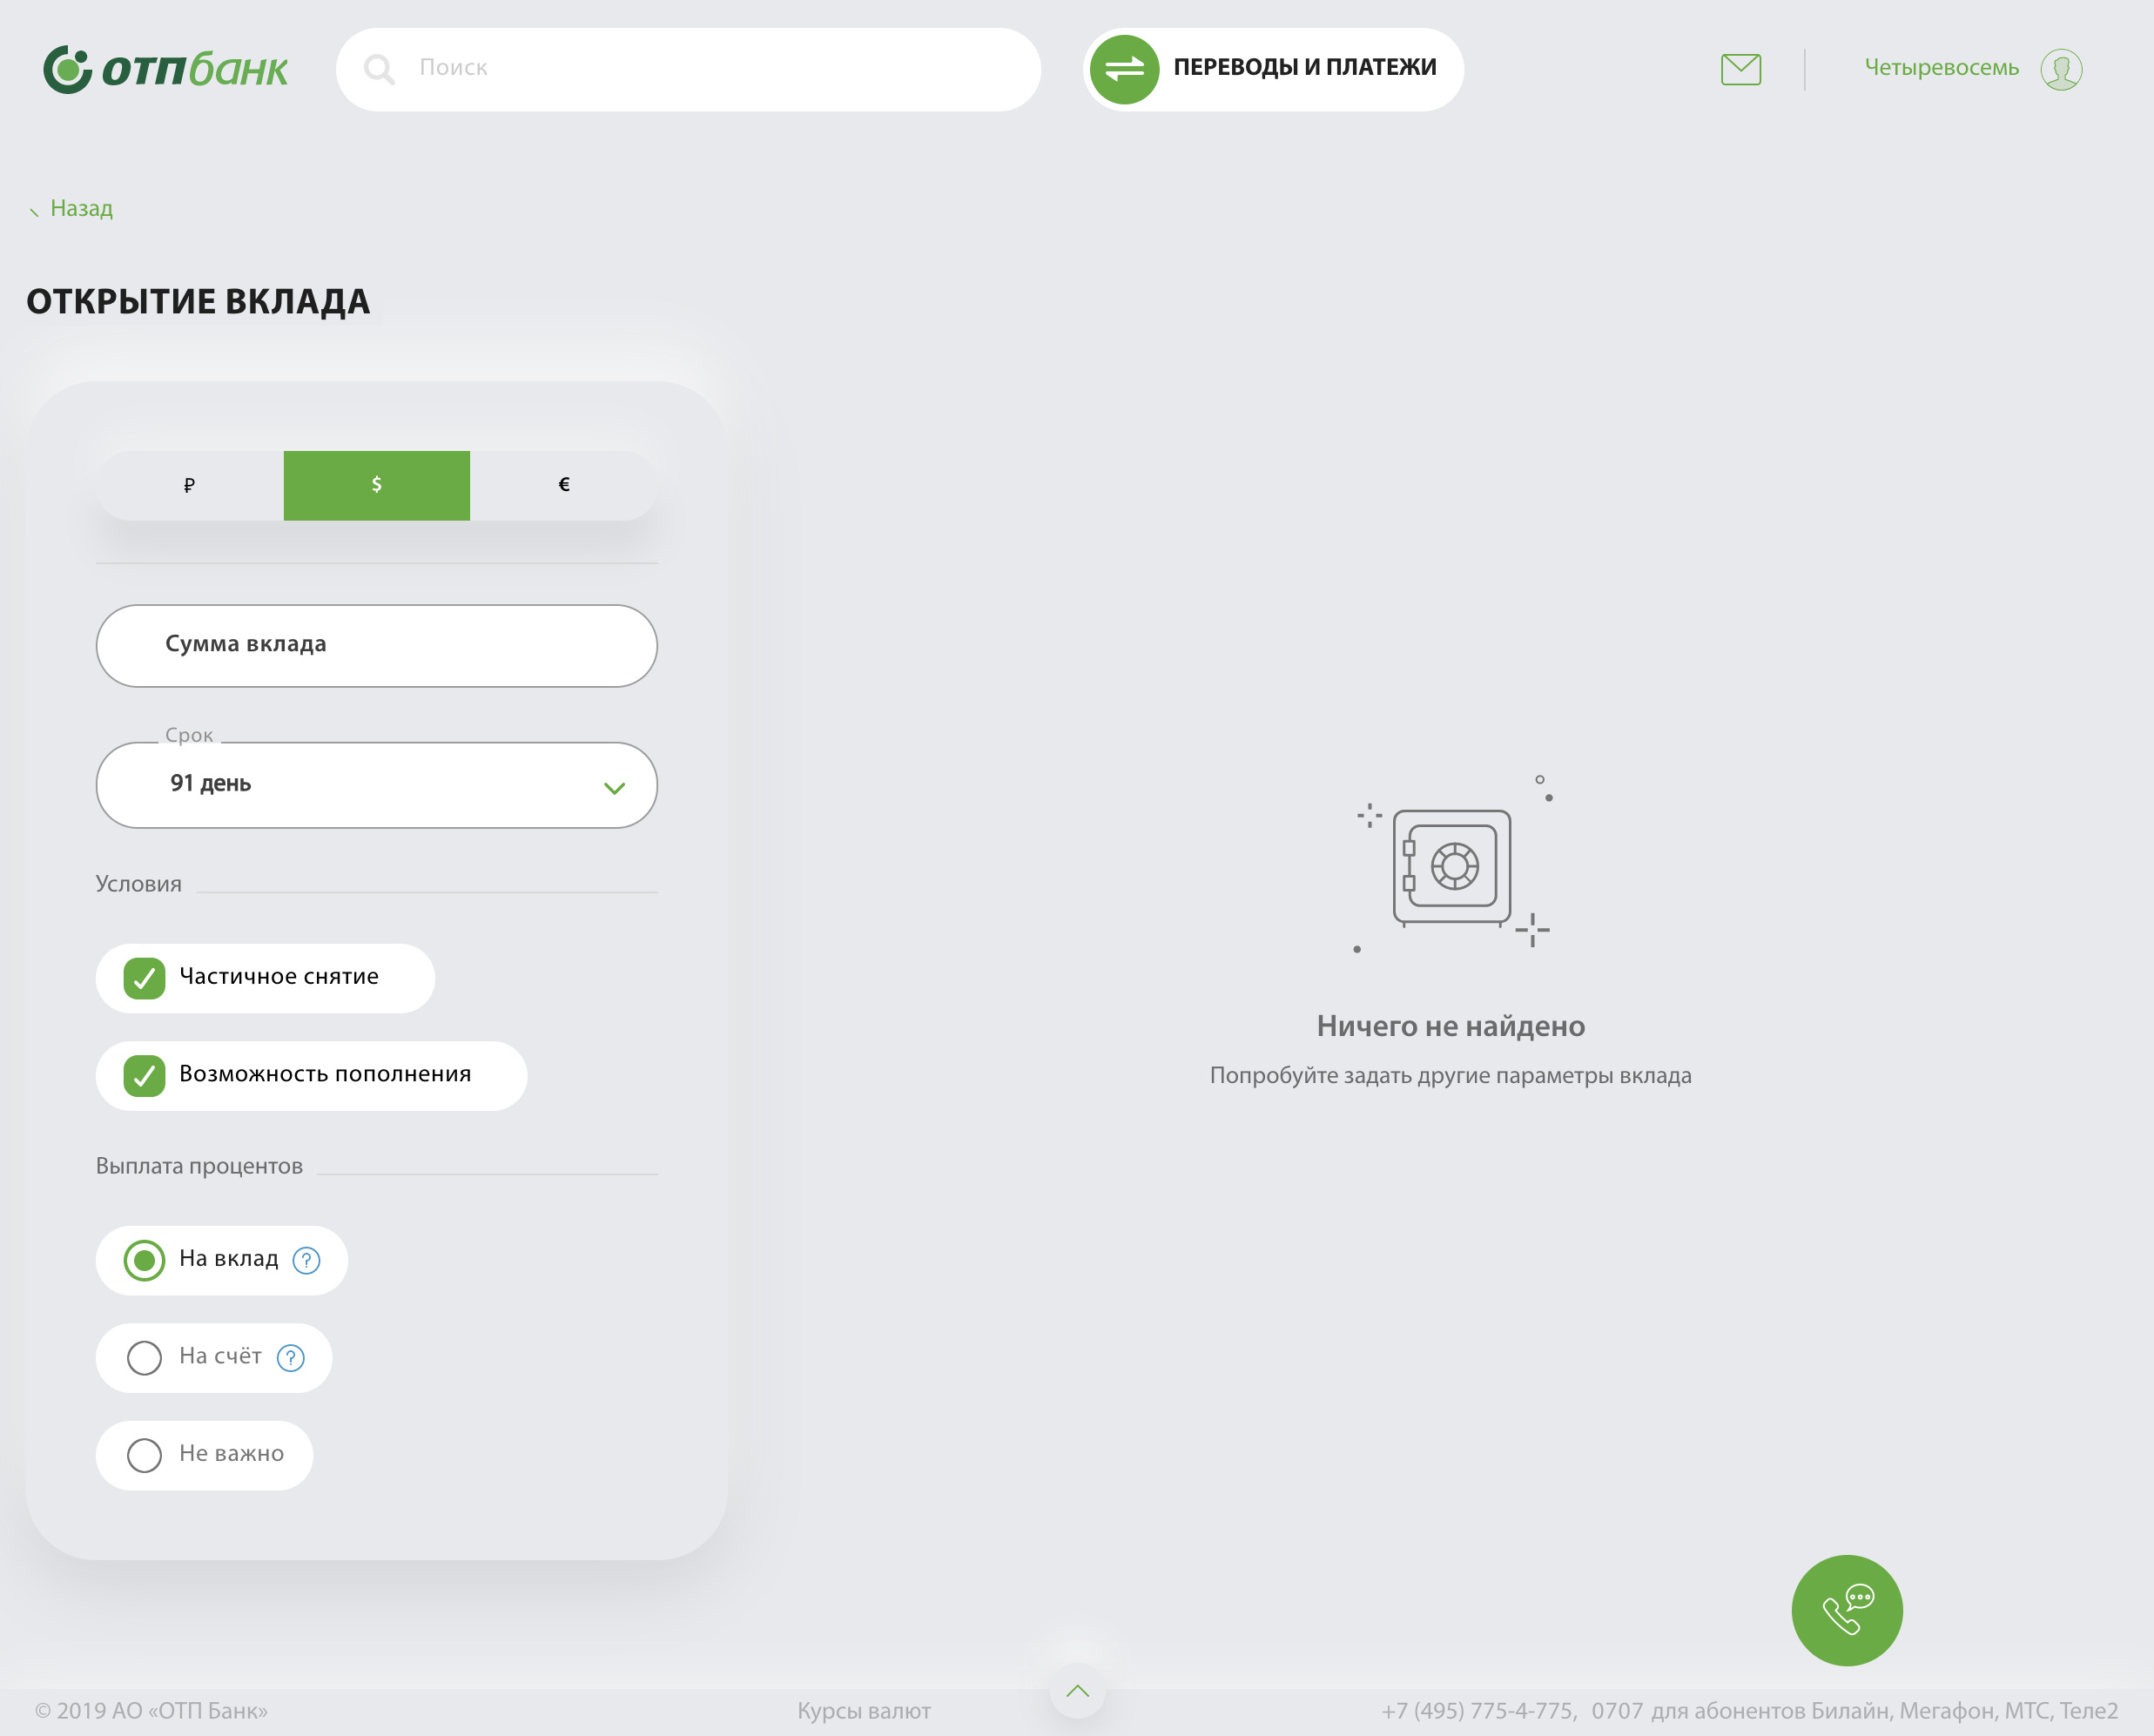 отпбанк
Поиск
ПЕРЕВОДЫ И ПЛАТЕЖИ
Четыревосемь
Назад
ОТКРЫТИЕ ВКЛАДА
₽ $ €
Сумма вклада
Срок
91 день
Условия
Частичное снятие
Возможность пополнения
Выплата процентов
На вклад ?
На счёт ?
Не важно
Ничего не найдено
Попробуйте задать другие параметры вклада
© 2019 АО «ОТП Банк» Курсы валют +7 (495) 775-4-775, 0707 для абонентов Билайн, Мегафон, МТС, Теле2